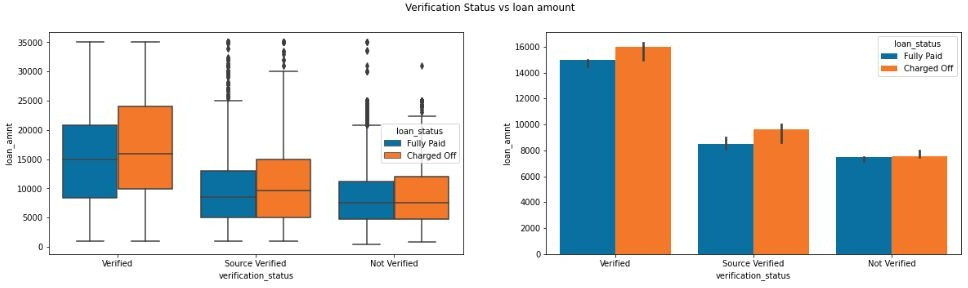 Verification Status vs loan amount
35000
30000
25000
20000
15000
10000
5000
0
loan_amnt
loan_status
Fully Paid
Charged Off
Verified
Source Verified
Not Verified
verification_status
16000
14000
12000
10000
8000
6000
4000
2000
0
loan_amnt
loan_status
Fully Paid
Charged Off
Verified
Source Verified
Not Verified
verification_status